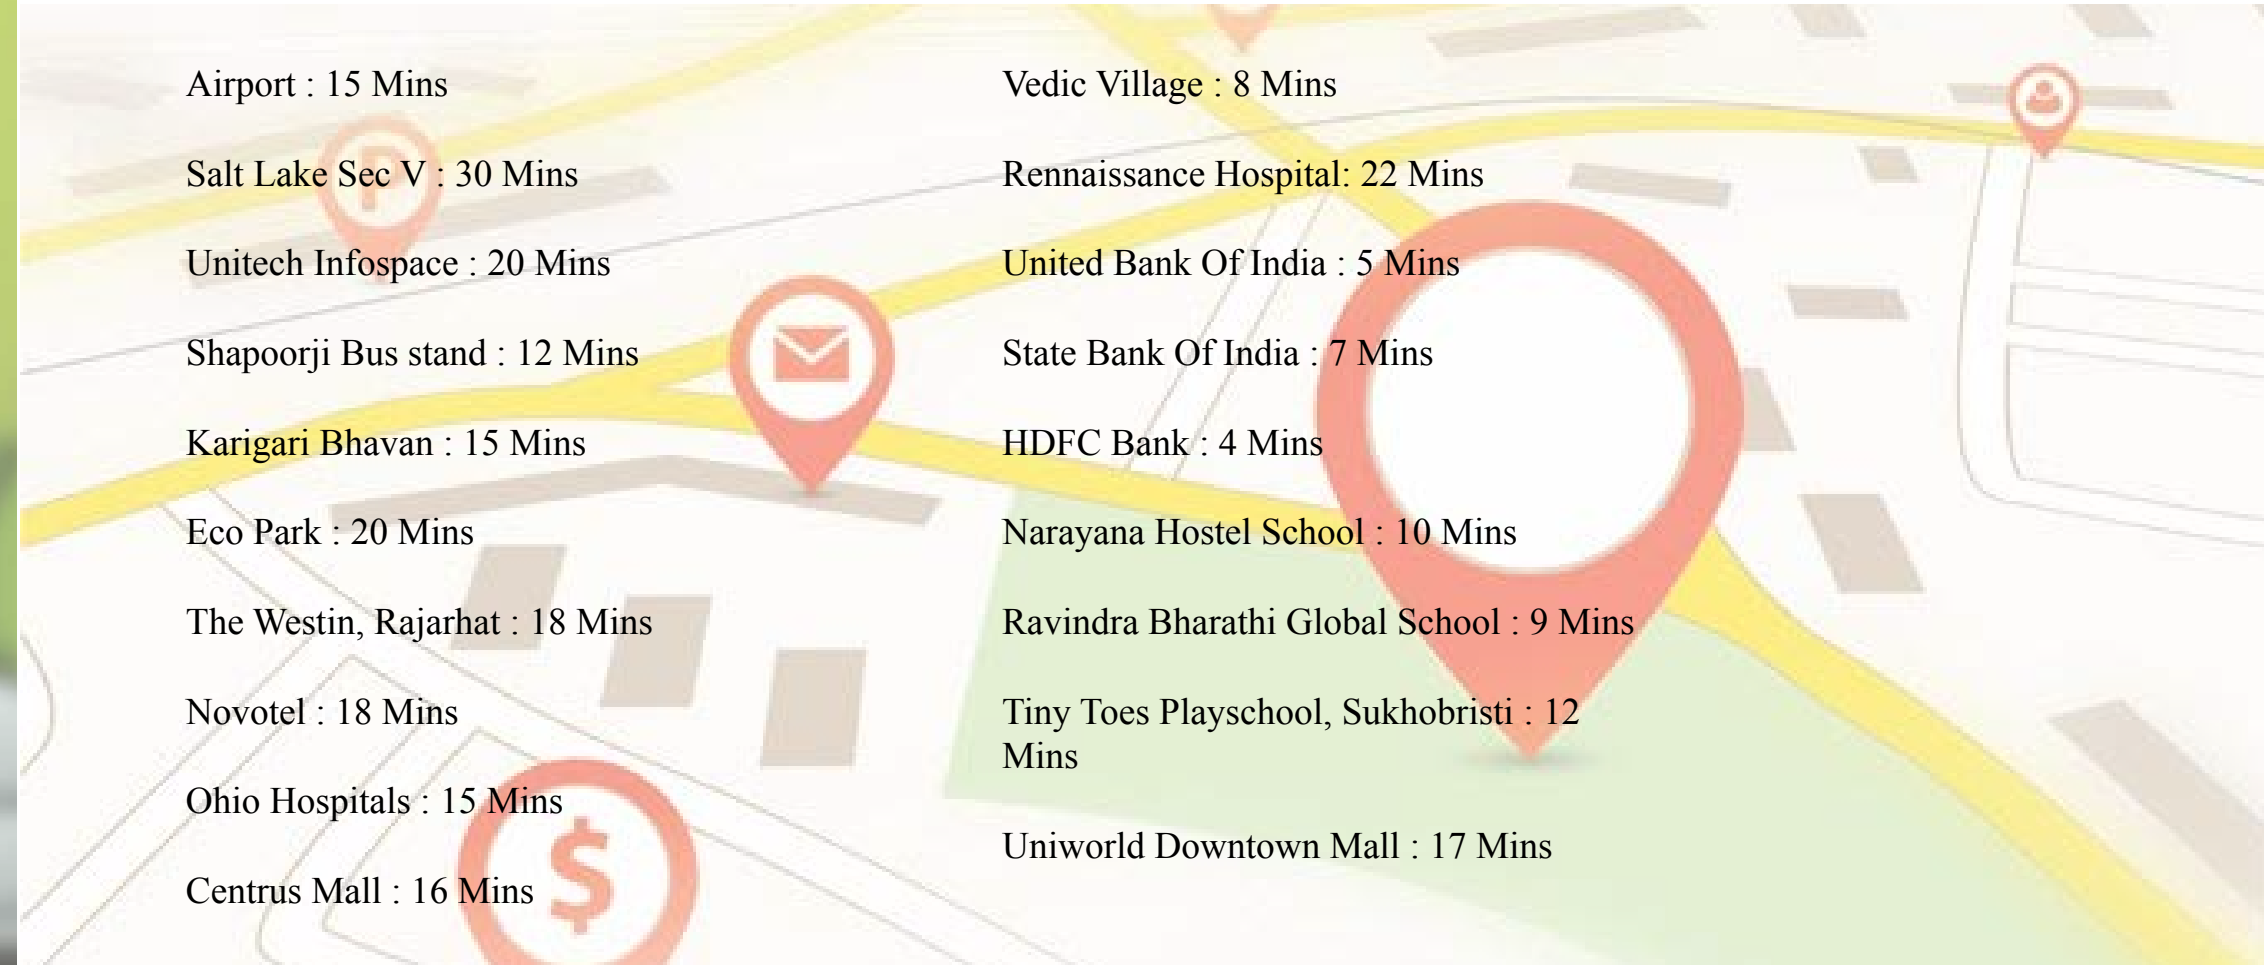 Airport : 15 Mins
Salt Lake Sec V : 30 Mins
Unitech Infospace : 20 Mins
Shapoorji Bus stand : 12 Mins
Karigari Bhavan : 15 Mins
Eco Park : 20 Mins
The Westin, Rajarhat : 18 Mins
Novotel : 18 Mins
Ohio Hospitals : 15 Mins
Centrus Mall : 16 Mins
Vedic Village : 8 Mins
Rennaissance Hospital: 22 Mins
United Bank Of India : 5 Mins
State Bank Of India : 7 Mins
HDFC Bank : 4 Mins
Narayana Hostel School : 10 Mins
Ravindra Bharathi Global School : 9 Mins
Tiny Toes Playschool, Sukhobristi : 12
Mins
Uniworld Downtown Mall : 17 Mins
P
$